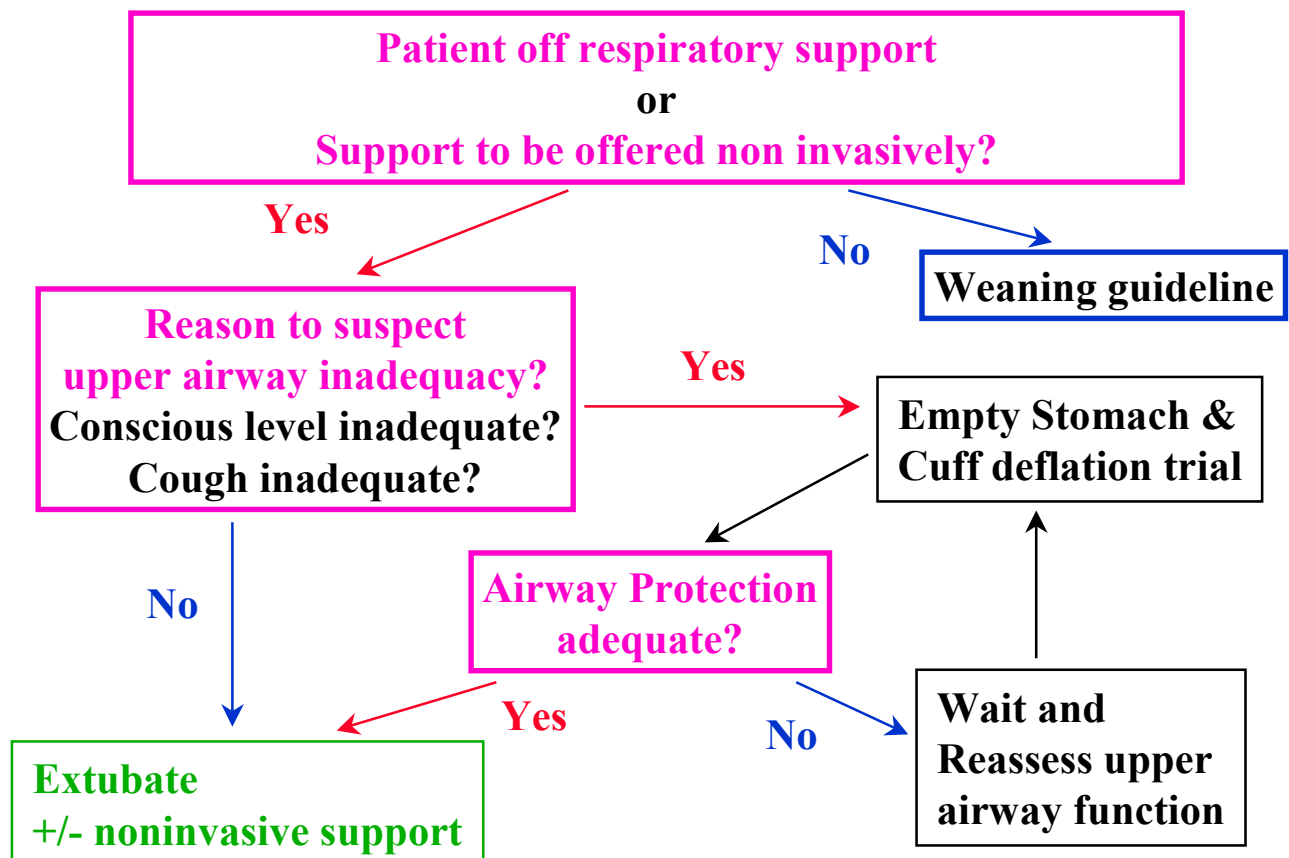 Patient off respiratory support
or
Support to be offered non invasively?
Yes
No
Weaning guideline
Reason to suspect
upper airway inadequacy?
Conscious level inadequate?
Cough inadequate?
Yes
Empty Stomach &
Cuff deflation trial
No
Airway Protection
adequate?
Yes
No
Wait and
Reassess upper
airway function
Extubate
+/- noninvasive support